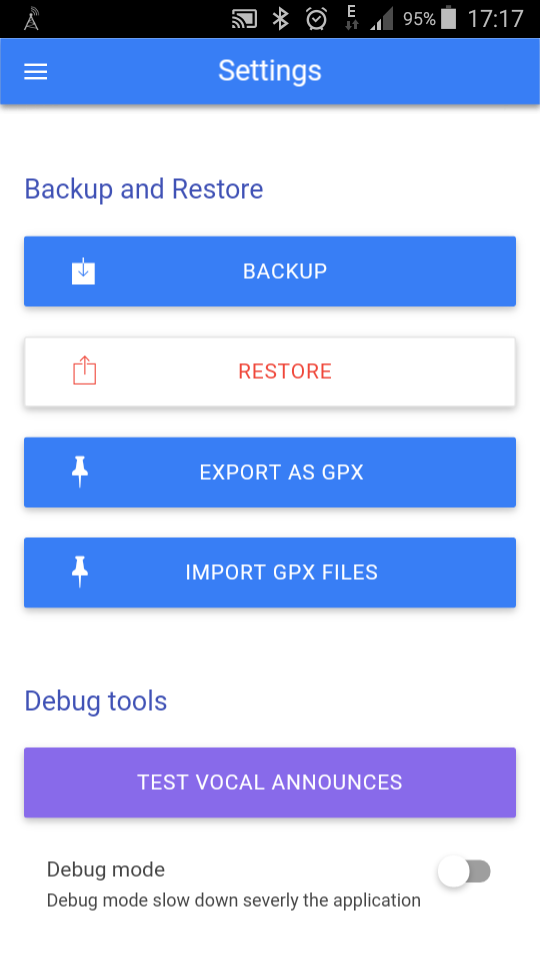 E 95% 17:17
Settings
Backup and Restore
BACKUP
RESTORE
EXPORT AS GPX
IMPORT GPX FILES
Debug tools
TEST VOCAL ANNOUNCES
Debug mode
Debug mode slow down severly the application